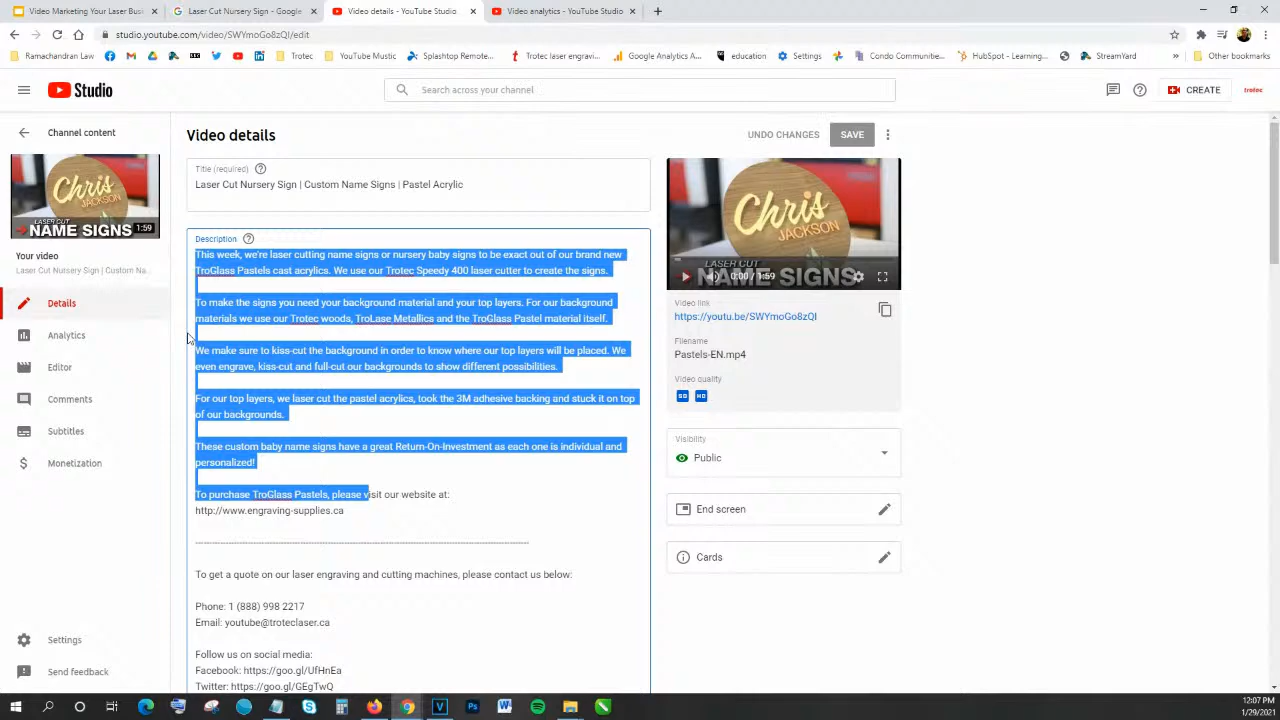 Video Marketing Your Laser Bus
Laser Cut Nursery Sign - Google
Video details - YouTube Studio
Video analytics - YouTube Studio
studio.youtube.com/video/SWYmoGo8zQI/edit
Ramachandran Law
Trotec
YouTube Music
Splashtop Remote...
Trotec laser engravi...
Google Analytics A...
education
Settings
Condo Communitie...
HubSpot - Learning...
StreamYard
Other bookmarks
Studio
Search across your channel
CREATE
trotec
Channel content
Chris
JACKSON
LASER CUT
NAME SIGNS
1:59
Your video
Laser Cut Nursery Sign | Custom Na...
Details
Analytics
Editor
Comments
Subtitles
Monetization
Settings
Send feedback
Video details
UNDO CHANGES
SAVE
Title (required)
Laser Cut Nursery Sign | Custom Name Signs | Pastel Acrylic
Description
This week, we're laser cutting name signs or nursery baby signs to be exact out of our brand new
TroGlass Pastels cast acrylics. We use our Trotec Speedy 400 laser cutter to create the signs.
To make the signs you need your background material and your top layers. For our background
materials we use our Trotec woods, TroLase Metallics and the TroGlass Pastel material itself.
We make sure to kiss-cut the background in order to know where our top layers will be placed. We
even engrave, kiss-cut and full-cut our backgrounds to show different possibilities.
For our top layers, we laser cut the pastel acrylics, took the 3M adhesive backing and stuck it on top
of our backgrounds.
These custom baby name signs have a great Return-On-Investment as each one is individual and
personalized!
To purchase TroGlass Pastels, please visit our website at:
http://www.engraving-supplies.ca
To get a quote on our laser engraving and cutting machines, please contact us below:
Phone: 1 (888) 998 2217
Email: youtube@troteclaser.ca
Follow us on social media:
Facebook: https://goo.gl/UfHnEa
Twitter: https://goo.gl/GEgTwQ
Chris
JACKSON
LASER CUT
NAME SIGNS
0:00 / 1:59
Video link
https://youtu.be/SWYmoGo8zQI
Filename
Pastels-EN.mp4
Video quality
SD HD
Visibility
Public
End screen
Cards
12:07 PM
1/29/2021